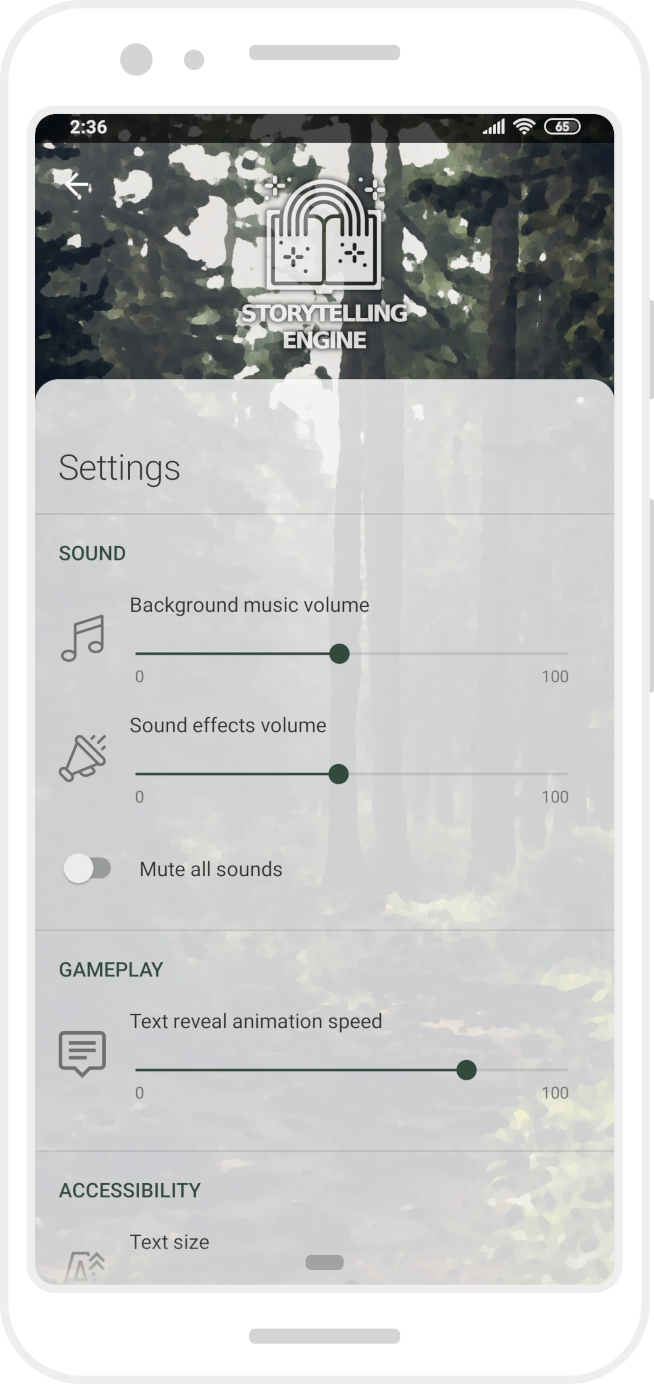 2:36
65
STORYTELLING
ENGINE
Settings
SOUND
Background music volume
0 100
Sound effects volume
0 100
Mute all sounds
GAMEPLAY
Text reveal animation speed
0 100
ACCESSIBILITY
Text size